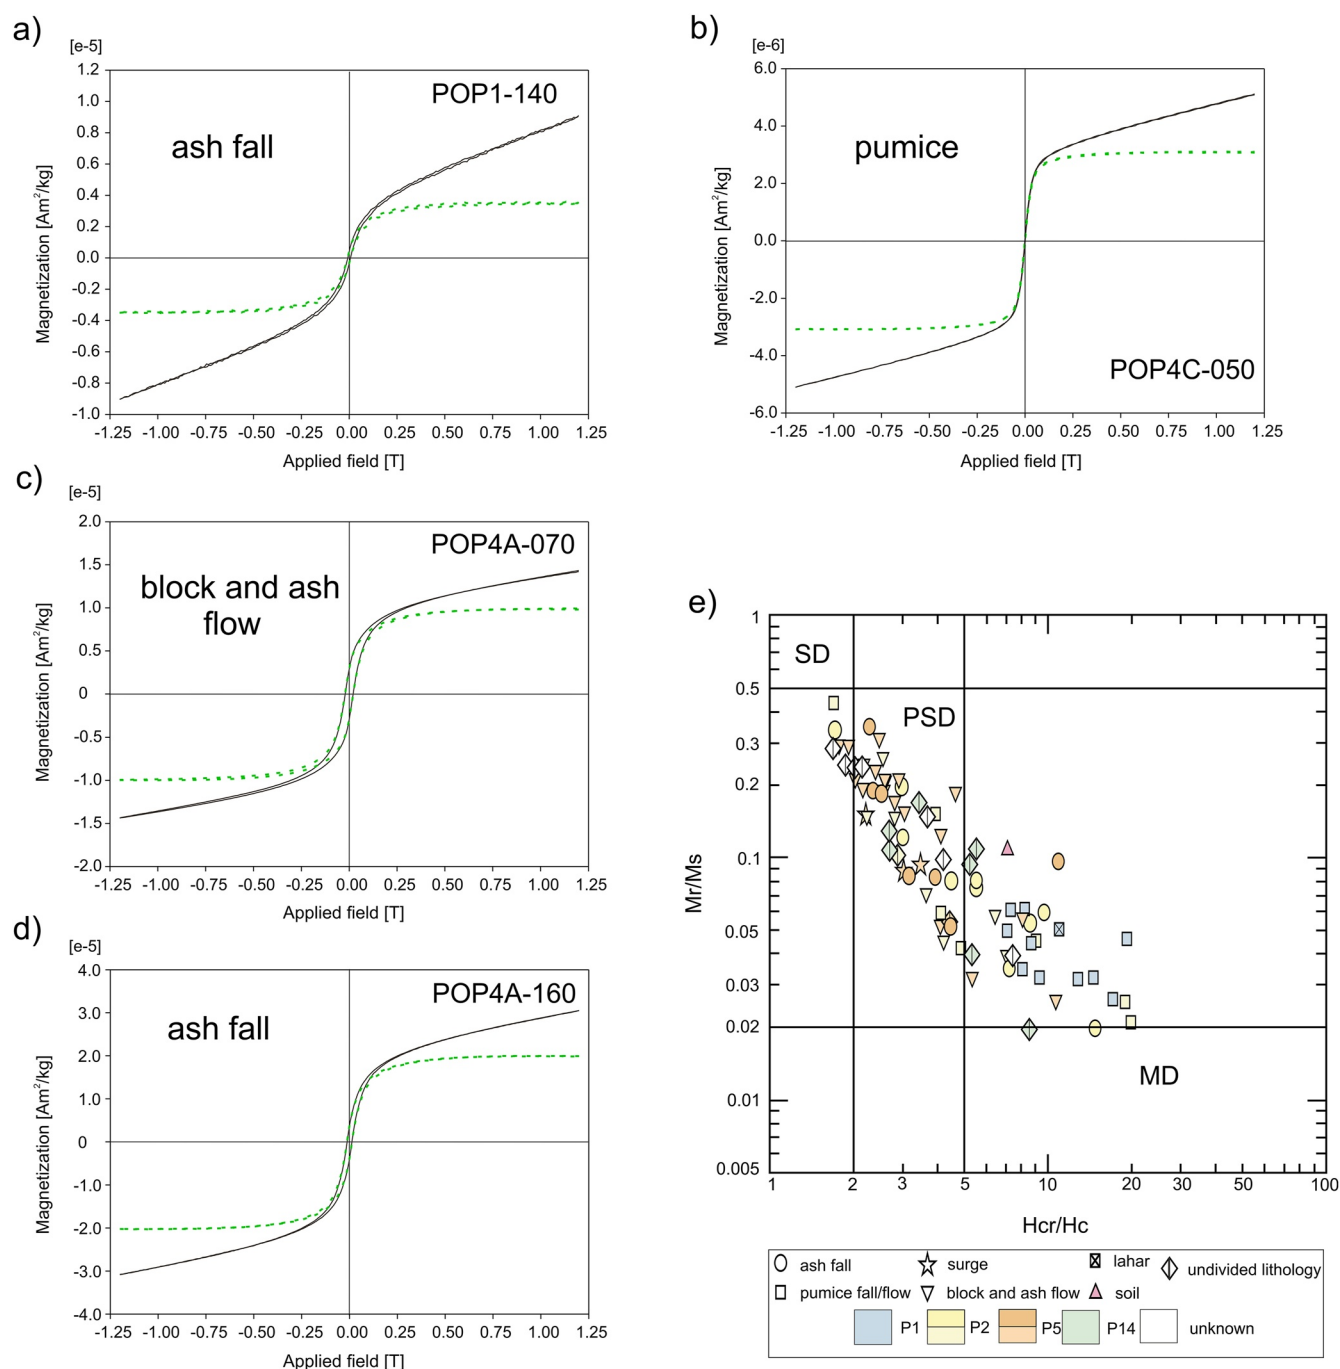 a)
[e-5]
POP1-140
ash fall
Magnetization [Am²/kg]
1.2
1.0
0.8
0.6
0.4
0.2
0.0
-0.2
-0.4
-0.6
-0.8
-1.0
-1.25 -1.00 -0.75 -0.50 -0.25 0.00 0.25 0.50 0.75 1.00 1.25
Applied field [T]
b)
[e-6]
pumice
POP4C-050
Magnetization [Am²/kg]
6.0
4.0
2.0
0.0
-2.0
-4.0
-6.0
-1.25 -1.00 -0.75 -0.50 -0.25 0.00 0.25 0.50 0.75 1.00 1.25
Applied field [T]
c)
[e-5]
POP4A-070
block and ash
flow
Magnetization [Am²/kg]
2.0
1.5
1.0
0.5
0
-0.5
-1.0
-1.5
-2.0
-1.25 -1.00 -0.75 -0.50 -0.25 0.00 0.25 0.50 0.75 1.00 1.25
Applied field [T]
d)
[e-5]
POP4A-160
ash fall
Magnetization [Am²/kg]
4.0
3.0
2.0
1.0
0
-1.0
-2.0
-3.0
-4.0
-1.25 -1.00 -0.75 -0.50 -0.25 0.00 0.25 0.50 0.75 1.00 1.25
Applied field [T]
e)
SD
PSD
MD
Mr/Ms
1
0.5
0.3
0.2
0.1
0.05
0.03
0.02
0.01
0.005
1 2 3 5 10 20 30 50 100
Hcr/Hc
ash fall surge lahar undivided lithology
pumice fall/flow block and ash flow soil
P1 P2 P5 P14 unknown